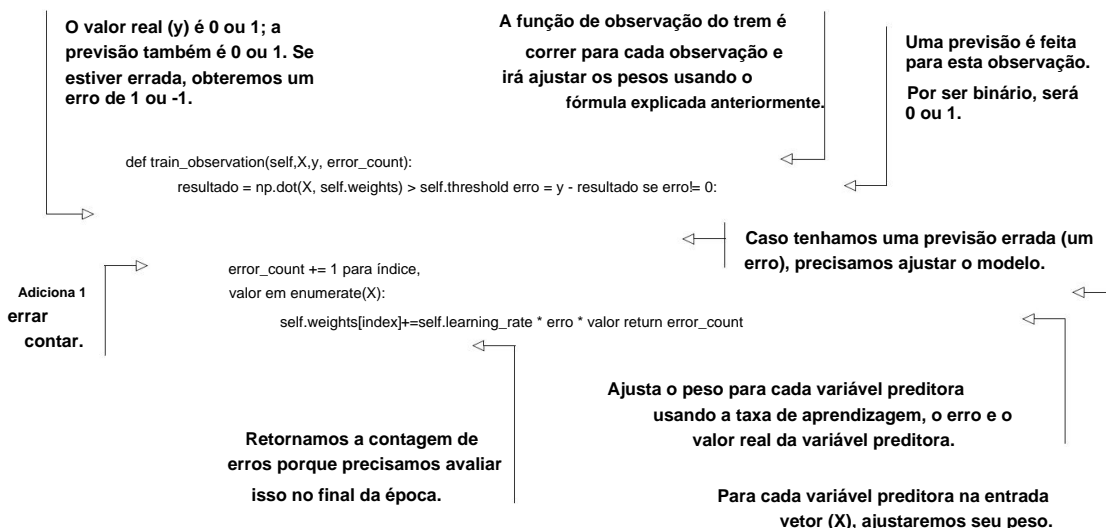 O valor real (y) é 0 ou 1; a
previsão também é 0 ou 1. Se
estiver errada, obteremos um
erro de 1 ou -1.
A função de observação do trem é
correr para cada observação e
irá ajustar os pesos usando o
fórmula explicada anteriormente.
Uma previsão é feita
para esta observação.
Por ser binário, será
0 ou 1.
def train_observation(self,X,y, error_count):
resultado = np.dot(X, self.weights) > self.threshold erro = y - resultado se erro!= 0:
Caso tenhamos uma previsão errada (um
erro), precisamos ajustar o modelo.
Adiciona 1
errar
contar.
error_count += 1 para índice,
valor em enumerate(X):
self.weights[index]+=self.learning_rate * erro * valor return error_count
Ajusta o peso para cada variável preditora
usando a taxa de aprendizagem, o erro e o
valor real da variável preditora.
Retornamos a contagem de
erros porque precisamos avaliar
isso no final da época.
Para cada variável preditora na entrada
vetor (X), ajustaremos seu peso.